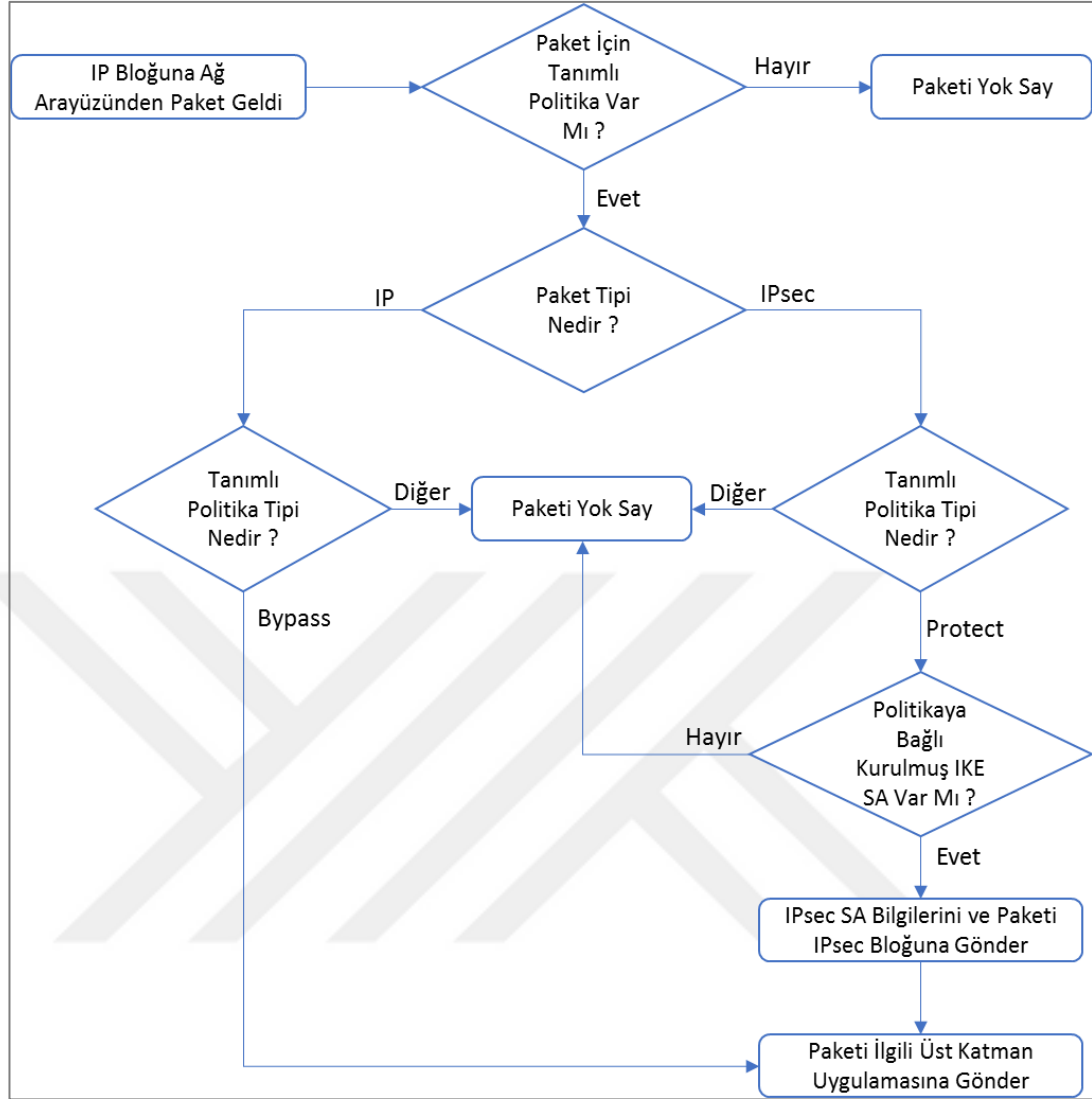 IP Bloğuna Ağ
Arayüzünden Paket Geldi
Paket İçin
Tanımlı
Politika Var
Mı ?
Hayır
Paketi Yok Say
Evet
Paket Tipi
Nedir ?
IP
IPsec
Tanımlı
Politika Tipi
Nedir ?
Diğer
Paketi Yok Say
Diğer
Tanımlı
Politika Tipi
Nedir ?
Bypass
Protect
Politikaya
Bağlı
Kurulmuş IKE
SA Var Mı ?
Hayır
Evet
IPsec SA Bilgilerini ve Paketi
IPsec Bloğuna Gönder
Paketi İlgili Üst Katman
Uygulamasına Gönder